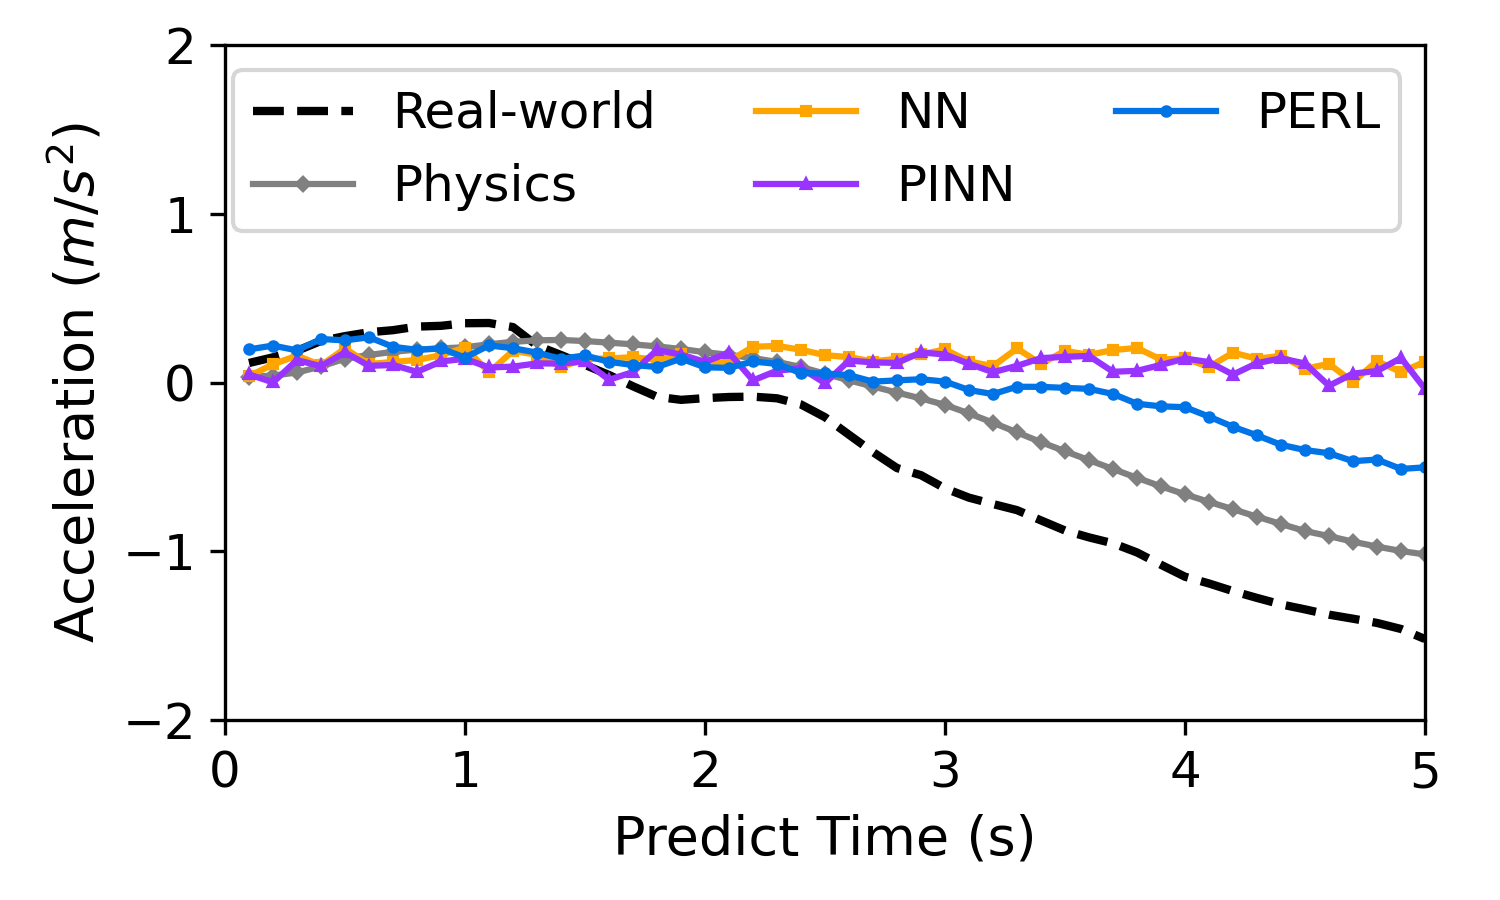 2
1
0
−1
−2
Acceleration (m/s²)
Real-world
Physics
NN
PINN
PERL
0 1 2 3 4 5
Predict Time (s)